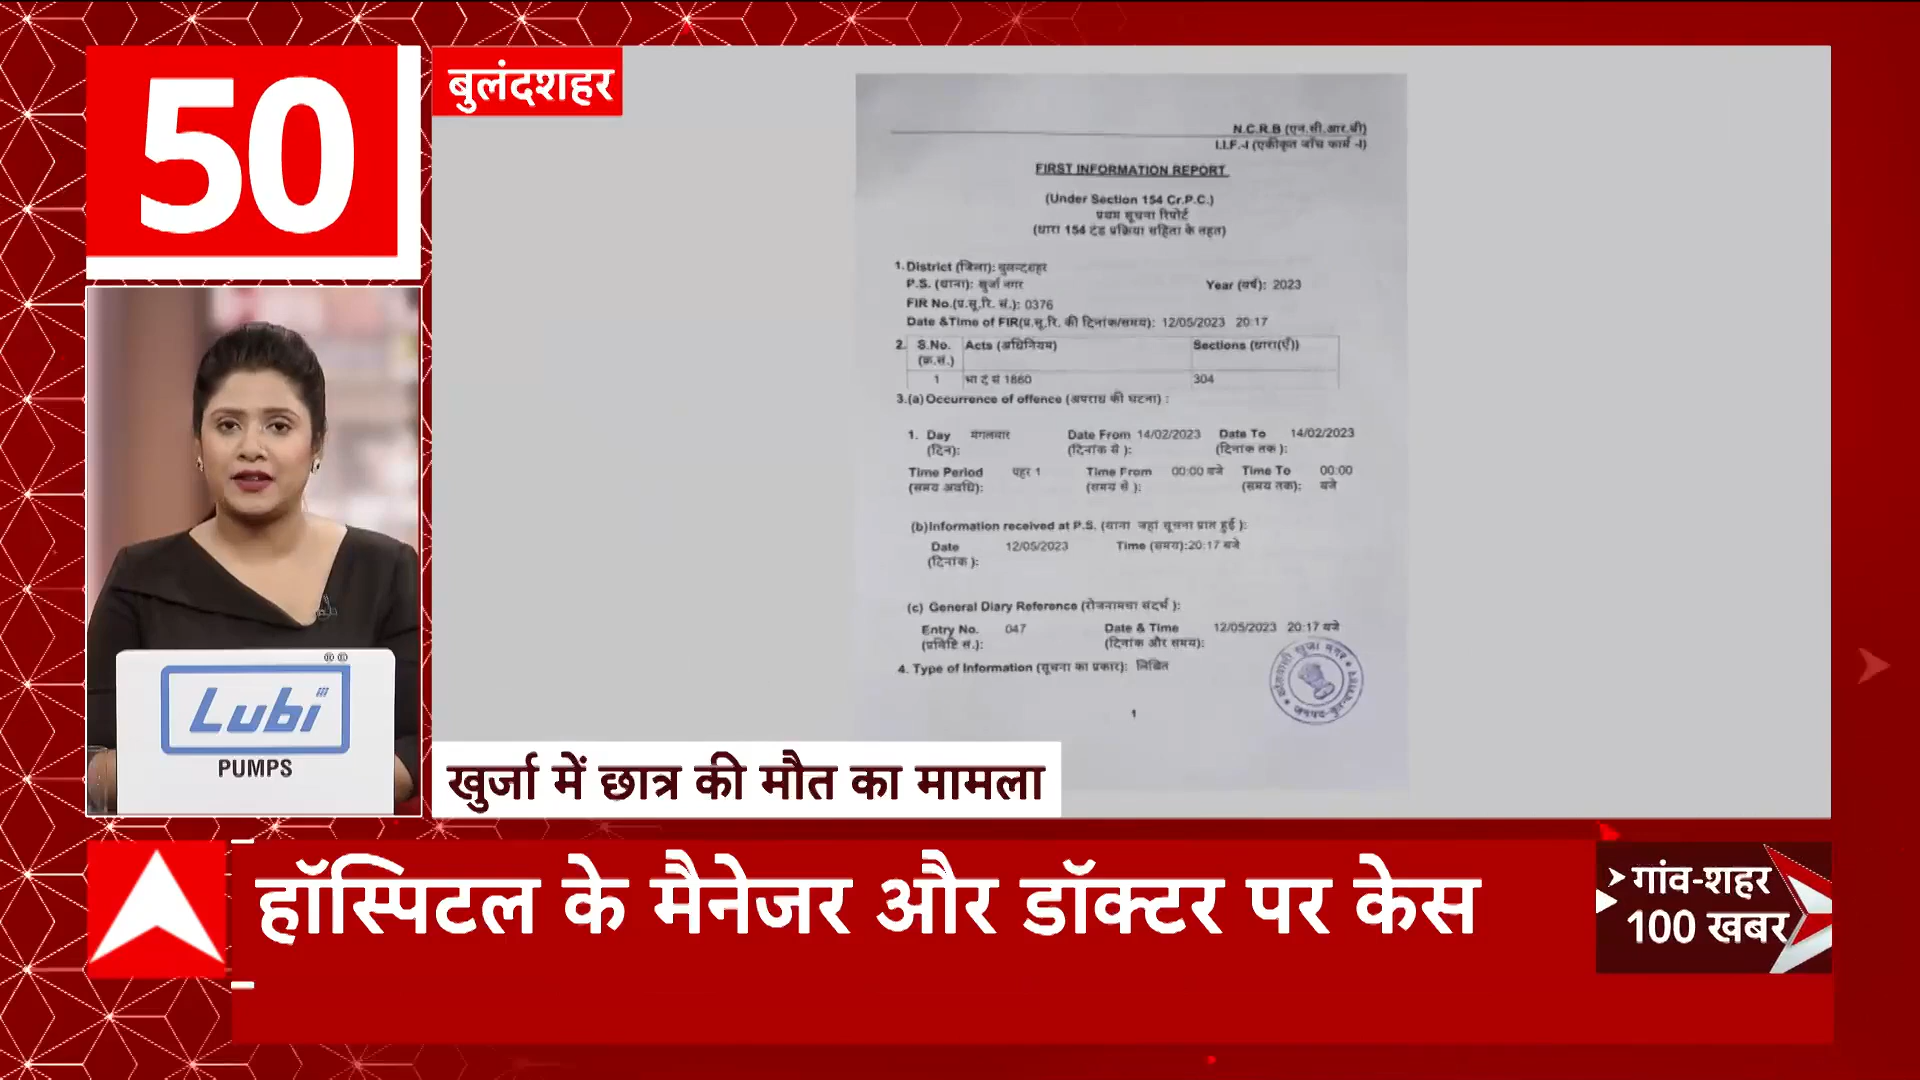 50
बुलंदशहर
N.C.R.B (एन.सी.आर.बी)
I.I.F.-I (एकीकृत जाँच फार्म -I)
FIRST INFORMATION REPORT
(Under Section 154 Cr.P.C.)
प्रथम सूचना रिपोर्ट
(धारा 154 दंड प्रक्रिया संहिता के तहत)
1. District (जिला): बुलन्दशहर
P.S. (थाना): खुर्जा नगर Year (वर्ष): 2023
FIR No.(प्र.सू.रि. सं.): 0376
Date &Time of FIR(प्र.सू.रि. की दिनांक/समय): 12/05/2023 20:17
2. S.No. Acts (अधिनियम) Sections (धारा(एँ))
(क्र.सं.)
1 भा दं सं 1860 304
3.(a) Occurrence of offence (अपराध की घटना) :
1. Day मंगलवार Date From 14/02/2023 Date To 14/02/2023
(दिन): (दिनांक से ): (दिनांक तक ):
Time Period पहर 1 Time From 00:00 बजे Time To 00:00
(समय अवधि): (समय से ): (समय तक): बजे
(b)Information received at P.S. (थाना जहां सूचना प्राप्त हुई ):
Date 12/05/2023 Time (समय):20:17 बजे
(दिनांक ):
(c) General Diary Reference (रोजनामचा संदर्भ ):
Entry No. 047 Date & Time 12/05/2023 20:17 बजे
(प्रविष्टि सं.): (दिनांक और समय):
4. Type of Information (सूचना का प्रकार): लिखित
1
Lubi
PUMPS
खुर्जा में छात्र की मौत का मामला
हॉस्पिटल के मैनेजर और डॉक्टर पर केस
गांव-शहर
100 खबर